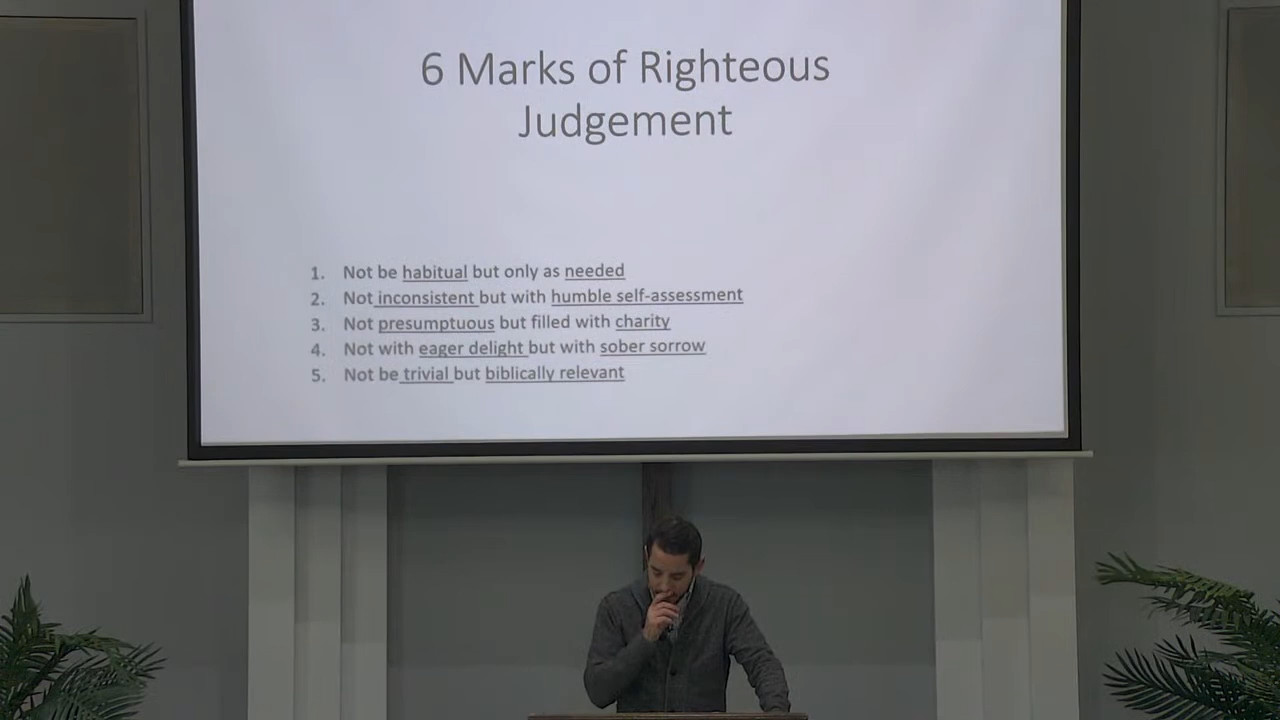 6 Marks of Righteous
Judgement
1. Not be habitual but only as needed
2. Not inconsistent but with humble self-assessment
3. Not presumptuous but filled with charity
4. Not with eager delight but with sober sorrow
5. Not be trivial but biblically relevant